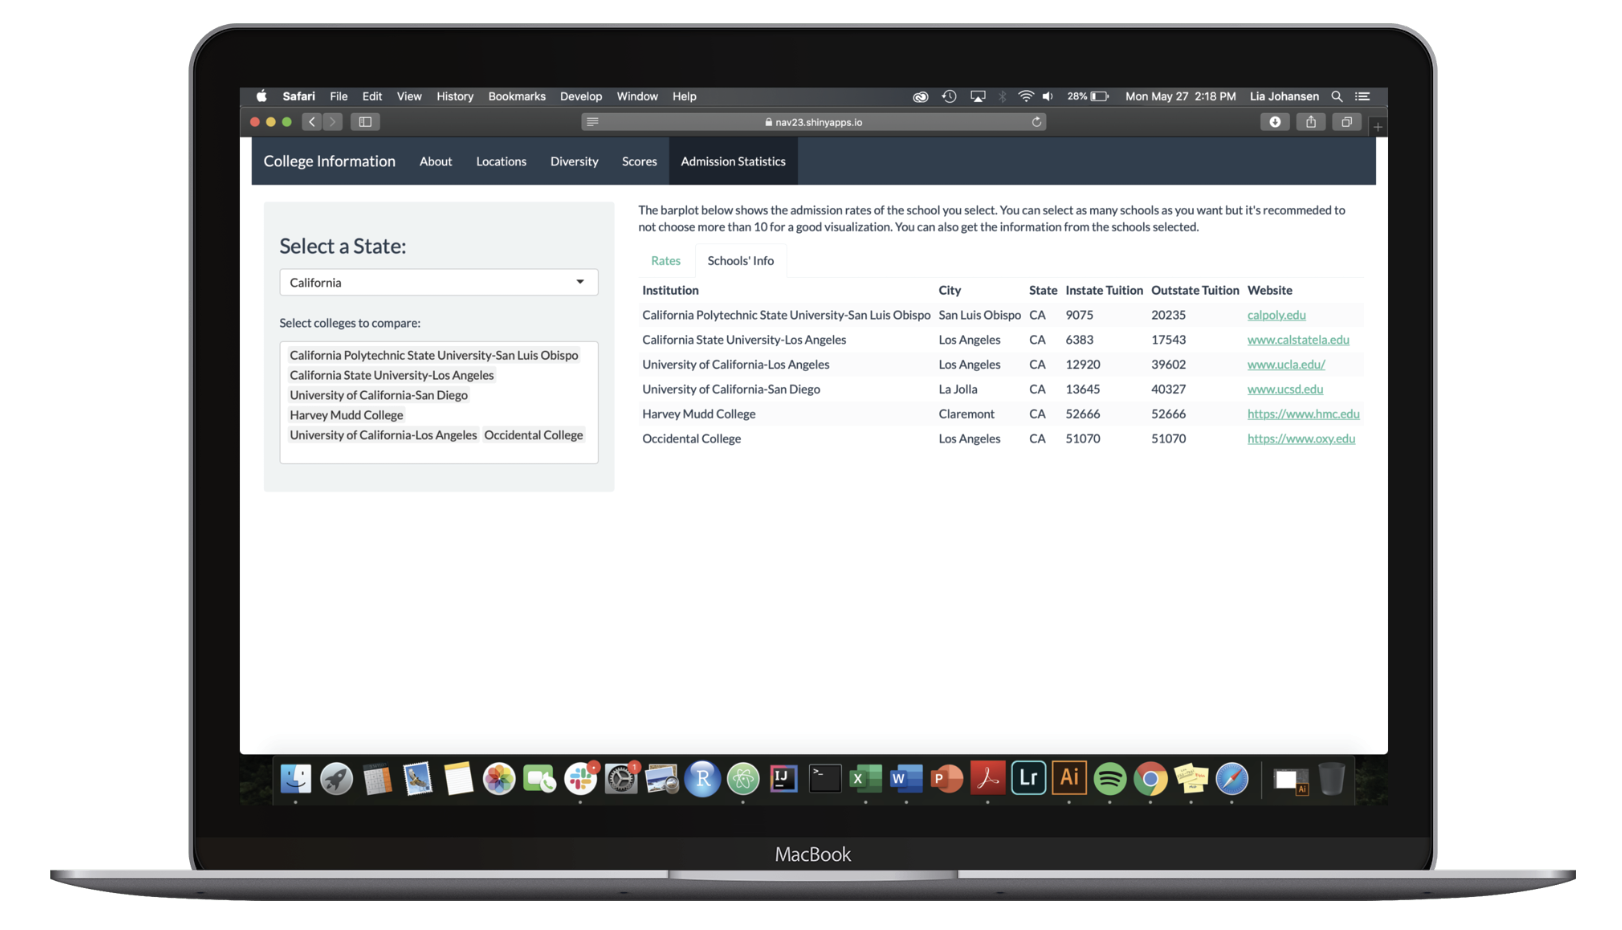 Safari File Edit View History Bookmarks Develop Window Help 28% Mon May 27 2:18 PM Lia Johansen
nav23.shinyapps.io
College Information About Locations Diversity Scores Admission Statistics
Select a State:
California
Select colleges to compare:
California Polytechnic State University-San Luis Obispo
California State University-Los Angeles
University of California-San Diego
Harvey Mudd College
University of California-Los Angeles Occidental College
The barplot below shows the admission rates of the school you select. You can select as many schools as you want but it's recommeded to
not choose more than 10 for a good visualization. You can also get the information from the schools selected.
Rates Schools' Info
Institution City State Instate Tuition Outstate Tuition Website
California Polytechnic State University-San Luis Obispo San Luis Obispo CA 9075 20235 calpoly.edu
California State University-Los Angeles Los Angeles CA 6383 17543 www.calstatela.edu
University of California-Los Angeles Los Angeles CA 12920 39602 www.ucla.edu/
University of California-San Diego La Jolla CA 13645 40327 www.ucsd.edu
Harvey Mudd College Claremont CA 52666 52666 https://www.hmc.edu
Occidental College Los Angeles CA 51070 51070 https://www.oxy.edu
1 R IJ >_ X W P Lr Ai Ai
MacBook